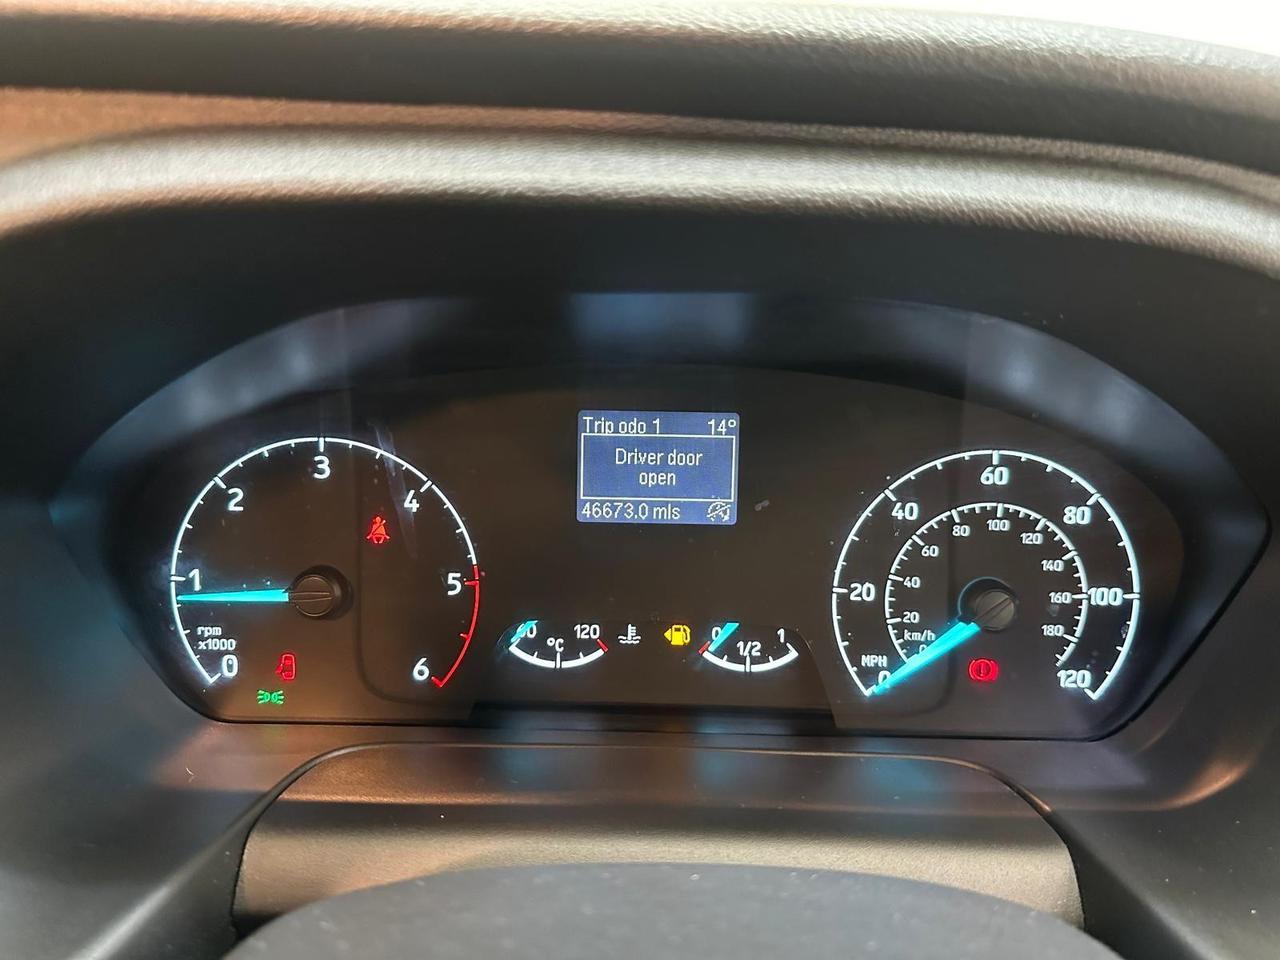 Trip odo 1 14°
Driver door
open
46673.0 mls
0 1 2 3 4 5 6
rpm
x1000
120
°C
0 1/2 1
0 20 40 60 80 100 120
MPH
20 40 60 80 100 120 140 160 180
km/h